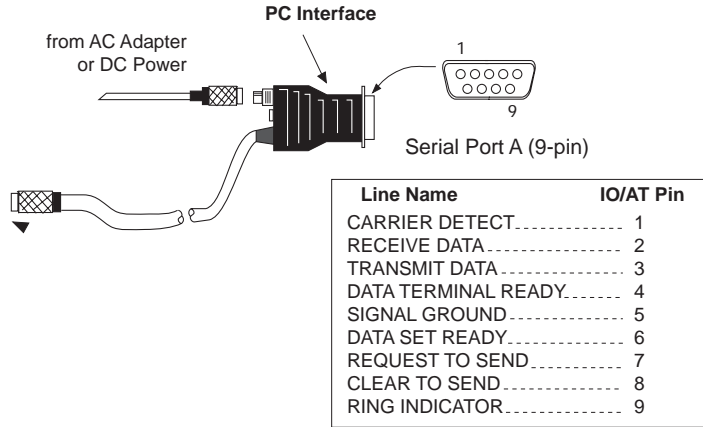 PC Interface
from AC Adapter
or DC Power
1
9
Serial Port A (9-pin)
Line Name IO/AT Pin
CARRIER DETECT 1
RECEIVE DATA 2
TRANSMIT DATA 3
DATA TERMINAL READY 4
SIGNAL GROUND 5
DATA SET READY 6
REQUEST TO SEND 7
CLEAR TO SEND 8
RING INDICATOR 9